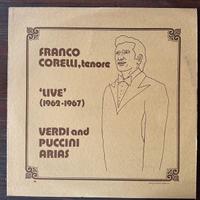 FRANCO
CORELLI, tenore
'LIVE'
(1962-1967)
VERDI and
PUCCINI
ARIAS